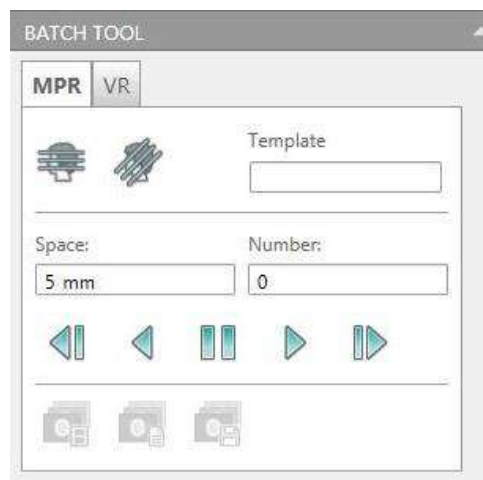 BATCH TOOL
MPR VR
Template
Space: Number:
5 mm 0